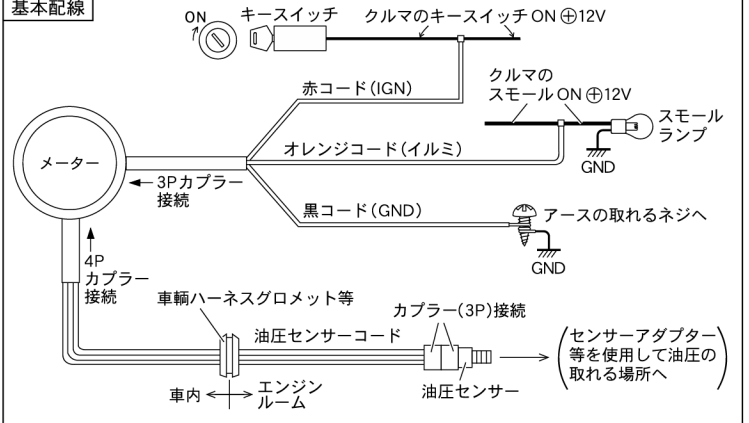 基本配線
ON
キースイッチ
クルマのキースイッチON⊕12V
赤コード(IGN)
クルマの
スモールON⊕12V
スモール
ランプ
GND
オレンジコード(イルミ)
メーター
3Pカプラー
接続
黒コード(GND)
アースの取れるネジへ
GND
4P
カプラー
接続
車輌ハーネスグロメット等
油圧センサーコード
カプラー(3P)接続
センサーアダプター
等を使用して油圧の
取れる場所へ
油圧センサー
車内
エンジン
ルーム